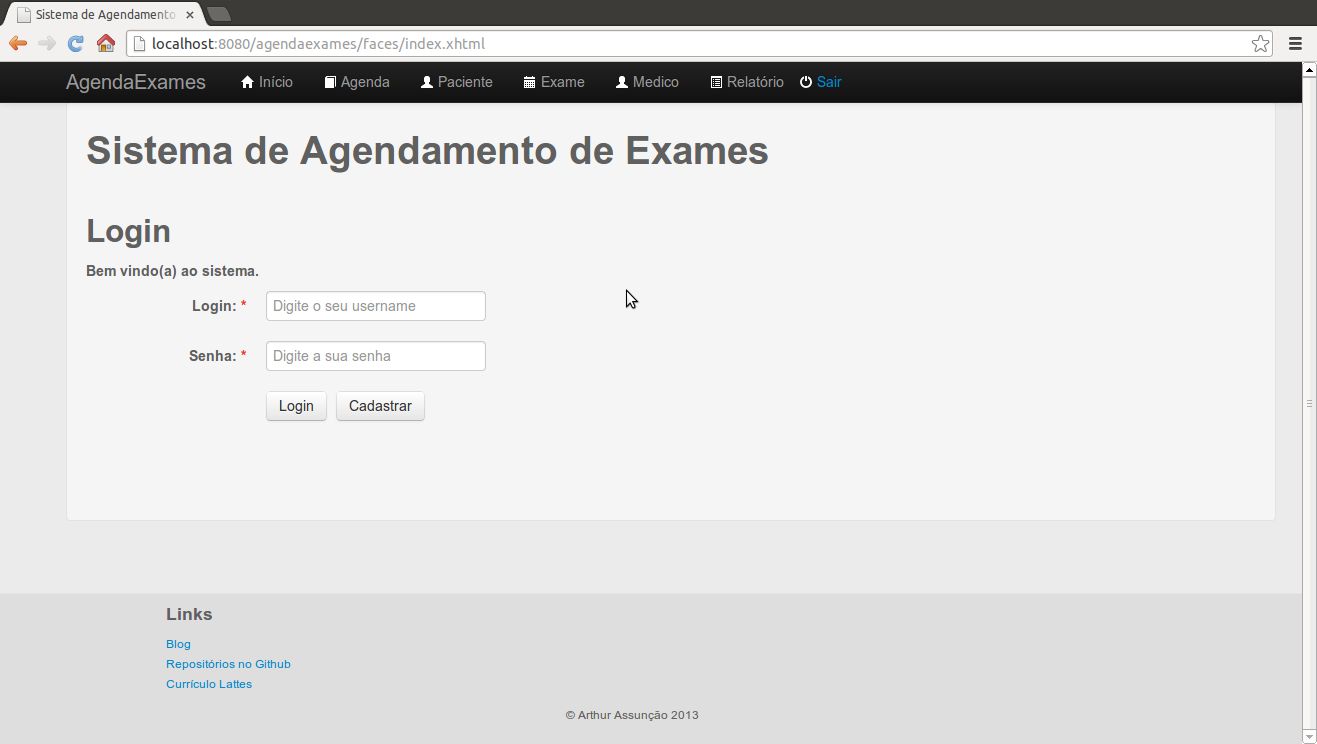 Sistema de Agendamento
localhost:8080/agendaexames/faces/index.xhtml
AgendaExames Início Agenda Paciente Exame Medico Relatório Sair
Sistema de Agendamento de Exames
Login
Bem vindo(a) ao sistema.
Login: * Digite o seu username
Senha: * Digite a sua senha
Login Cadastrar
Links
Blog
Repositórios no Github
Currículo Lattes
© Arthur Assunção 2013